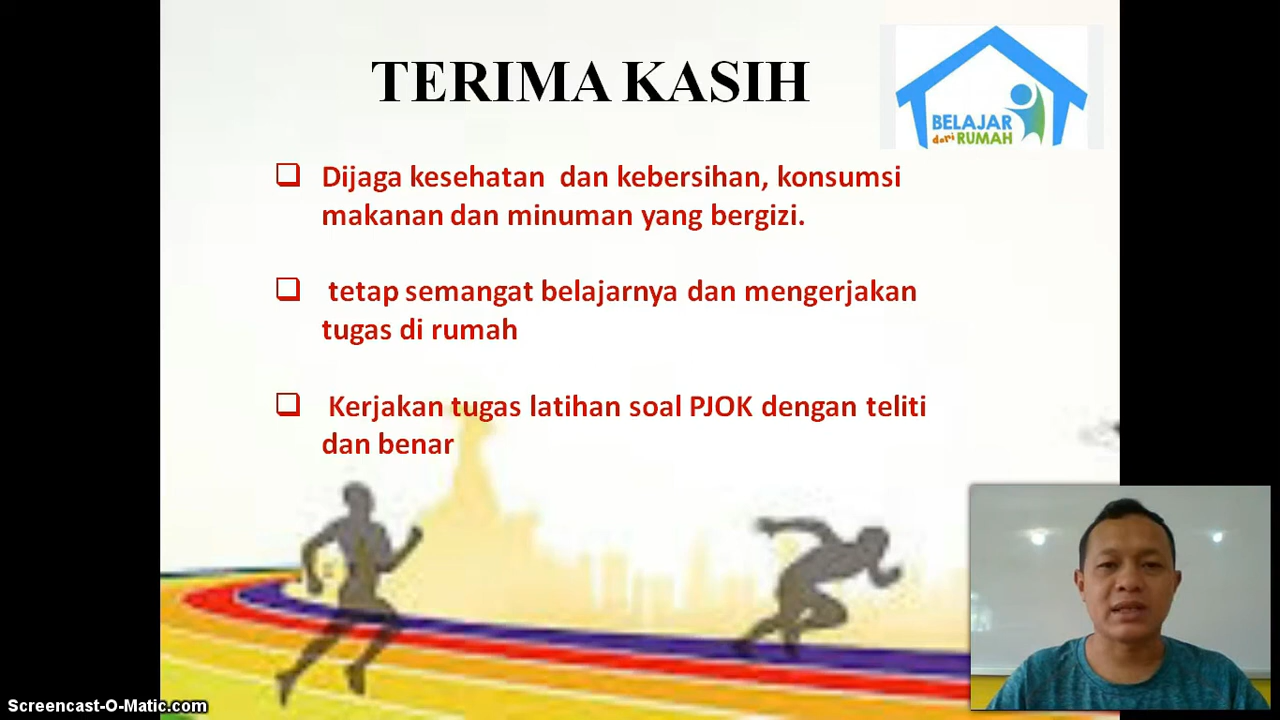 TERIMA KASIH
BELAJAR
dari RUMAH
❑ Dijaga kesehatan dan kebersihan, konsumsi
makanan dan minuman yang bergizi.
❑ tetap semangat belajarnya dan mengerjakan
tugas di rumah
❑ Kerjakan tugas latihan soal PJOK dengan teliti
dan benar
Screencast-O-Matic.com